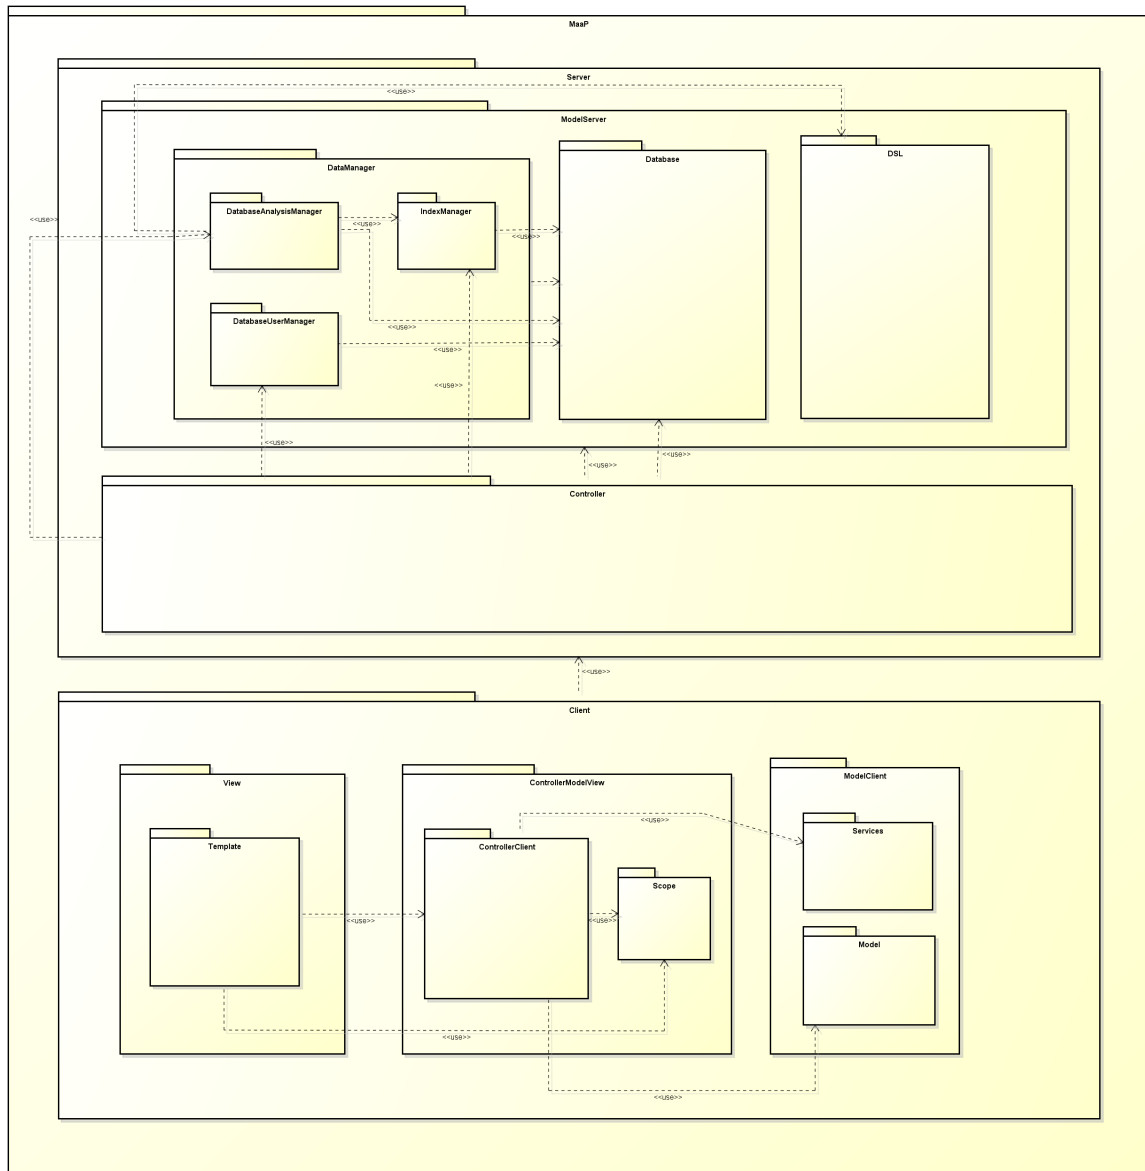 MaaP
Server
<<use>>
ModelServer
Database
DSL
DataManager
DatabaseAnalysisManager
IndexManager
<<use>>
<<use>>
<<use>>
DatabaseUserManager
<<use>>
<<use>>
<<use>>
<<use>>
<<use>>
<<use>>
Controller
<<use>>
Client
View
ControllerModelView
ModelClient
<<use>>
Services
Template
ControllerClient
Scope
<<use>>
<<use>>
Model
<<use>>
<<use>>